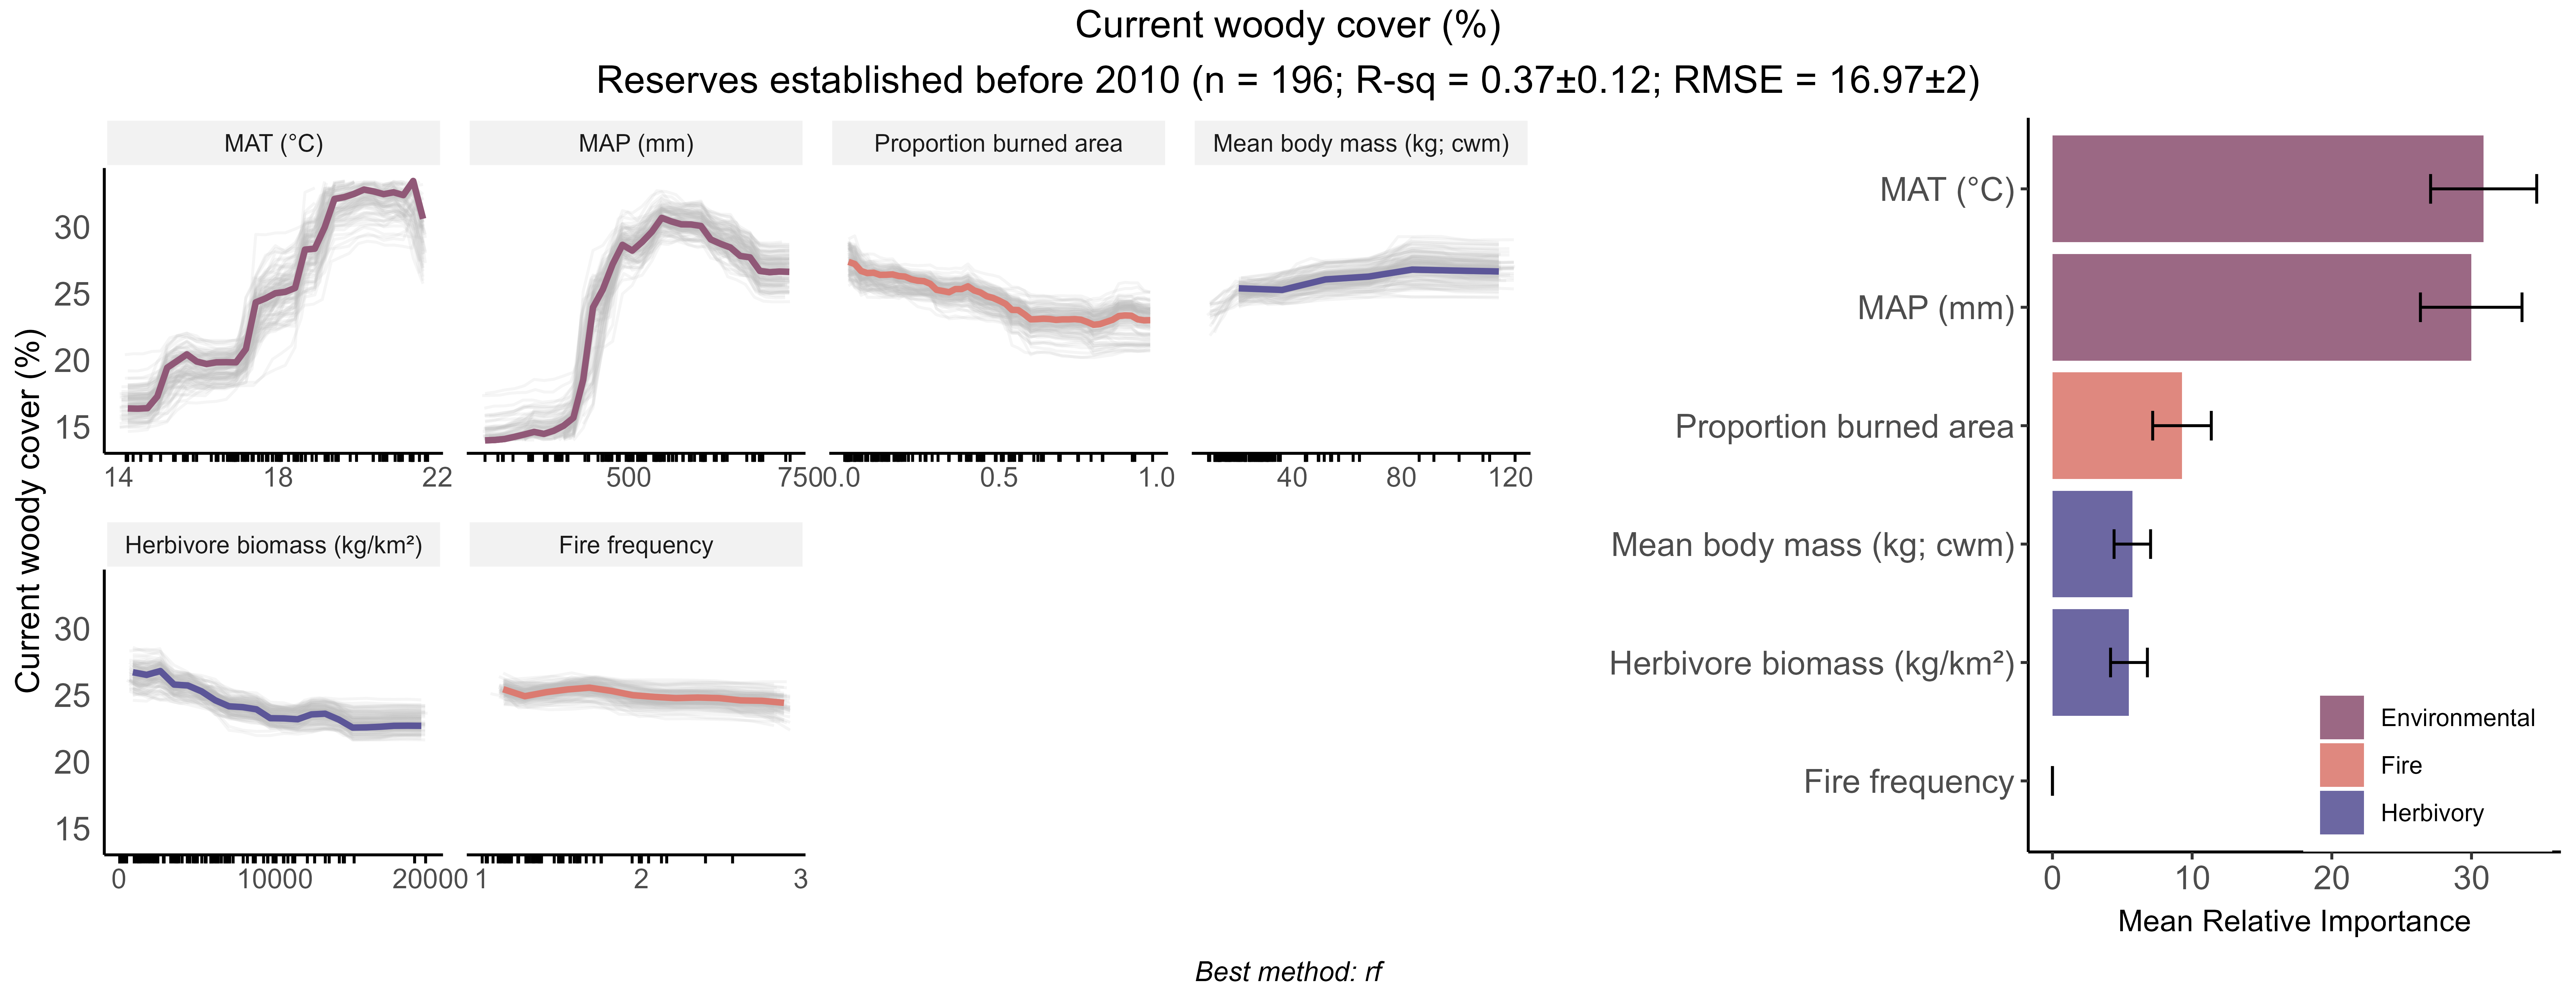 Current woody cover (%)
Reserves established before 2010 (n = 196; R-sq = 0.37±0.12; RMSE = 16.97±2)
MAT (°C)
MAP (mm)
Proportion burned area
Mean body mass (kg; cwm)
Current woody cover (%)
30
25
20
15
14 18 22
500 750
0.0 0.5 1.0
40 80 120
Herbivore biomass (kg/km²)
Fire frequency
30
25
20
15
0 10000 20000
1 2 3
MAT (°C)
MAP (mm)
Proportion burned area
Mean body mass (kg; cwm)
Herbivore biomass (kg/km²)
Fire frequency
Environmental
Fire
Herbivory
0 10 20 30
Mean Relative Importance
Best method: rf